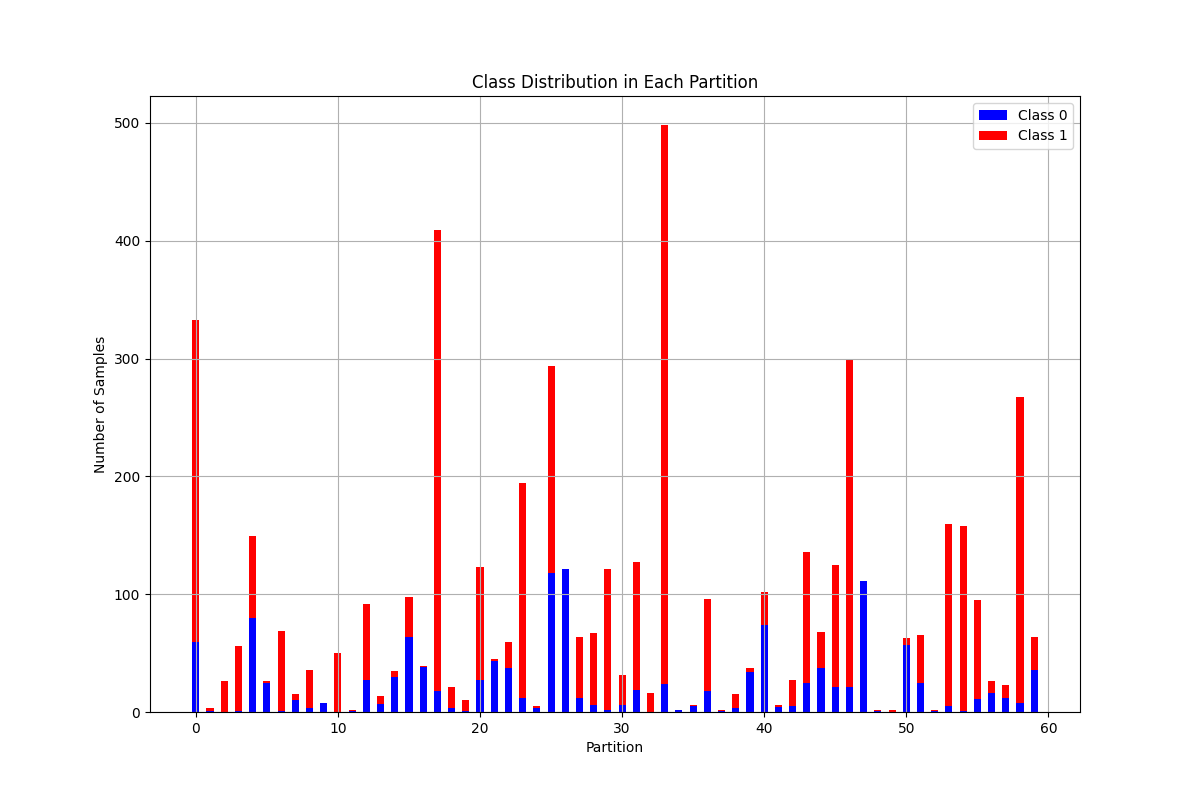 Class Distribution in Each Partition
Class 0
Class 1
Number of Samples
500
400
300
200
100
0
0 10 20 30 40 50 60
Partition